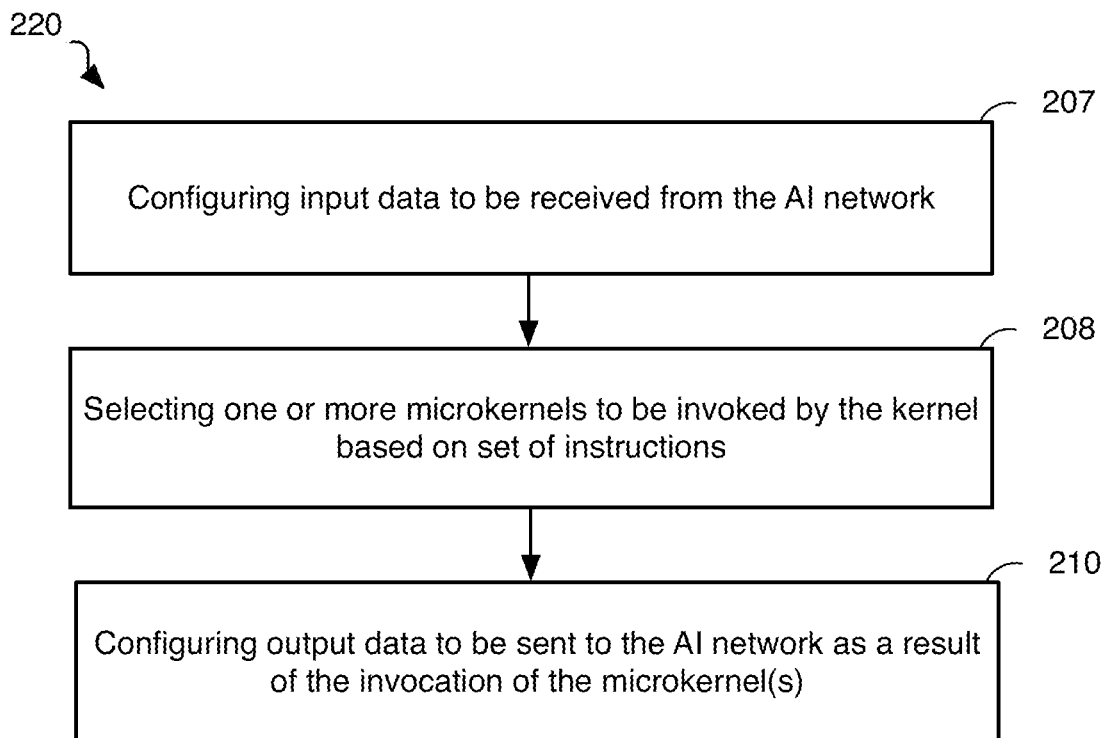 220
207
Configuring input data to be received from the AI network
208
Selecting one or more microkernels to be invoked by the kernel
based on set of instructions
210
Configuring output data to be sent to the AI network as a result
of the invocation of the microkernel(s)